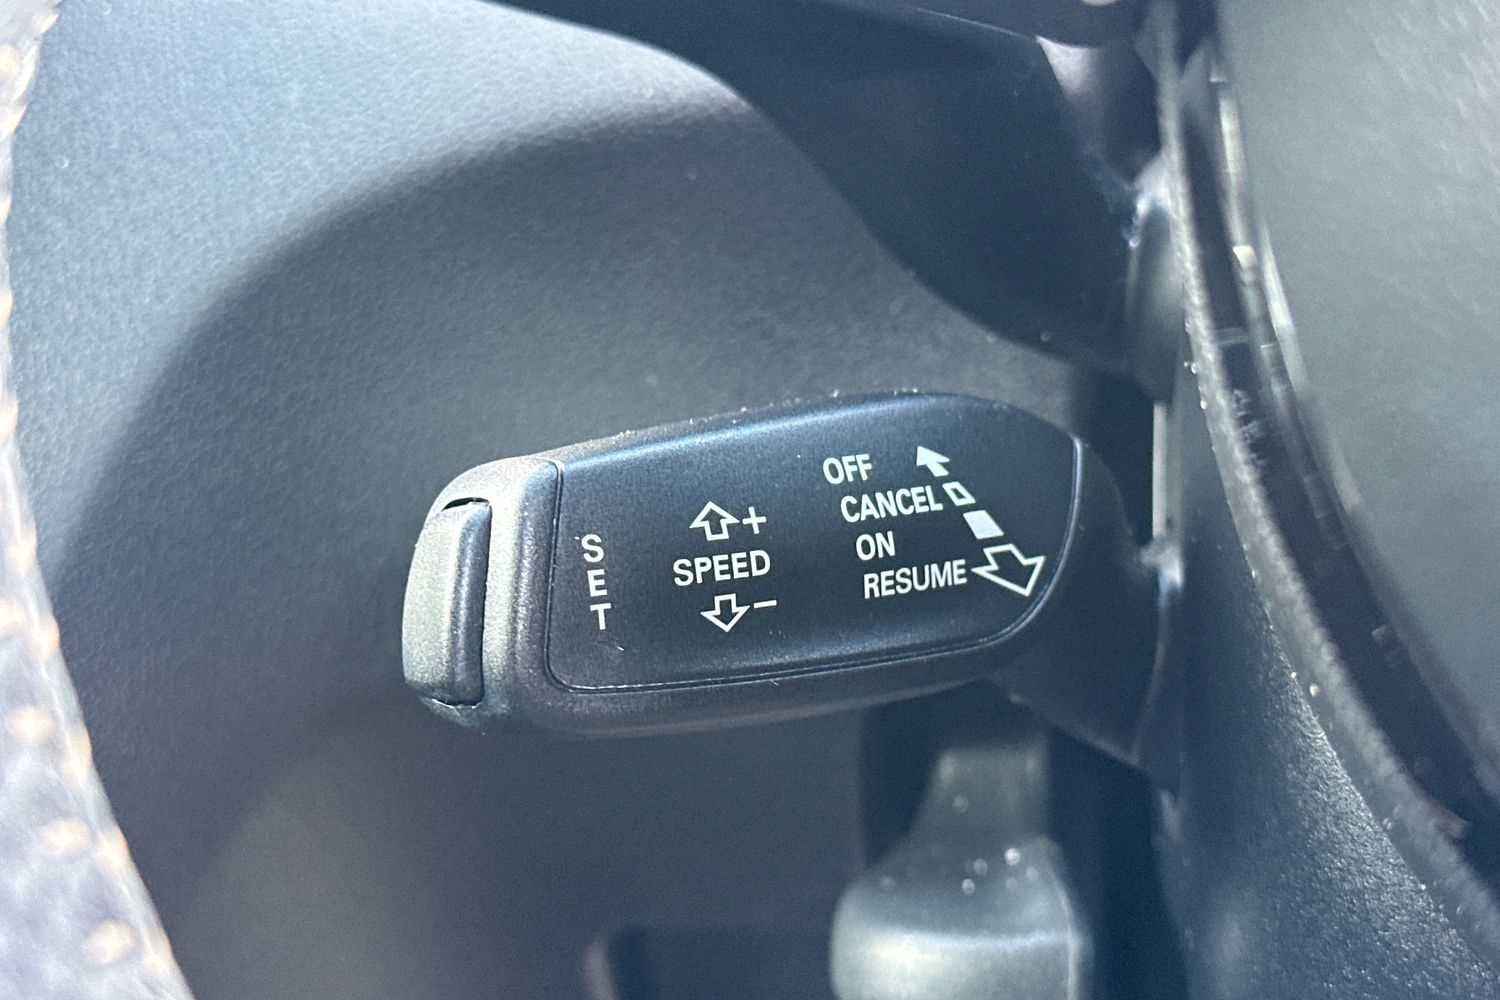 OFF
CANCEL
ON
RESUME
+
SPEED
−
SET